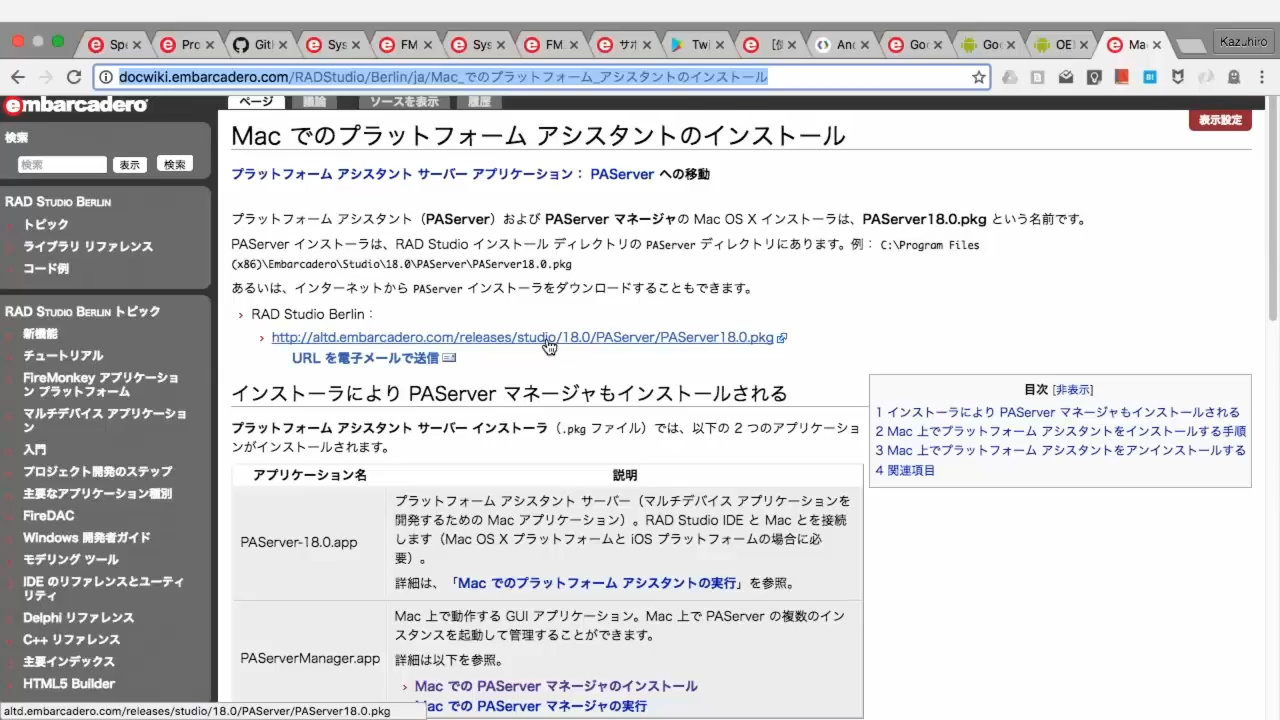 Spe
Pro
Gitl
Sys
FM
Sys
FM.
サポ
Twi
【
And
Goo
Goo
OEI
Ma
Kazuhiro
docwiki.embarcadero.com/RADStudio/Berlin/ja/Mac_でのプラットフォーム_アシスタントのインストール
embarcadero
ページ 議論 ソースを表示 履歴
表示設定
検索
検索 表示 検索
RAD Studio Berlin
トピック
ライブラリ リファレンス
コード例
RAD Studio Berlin トピック
新機能
チュートリアル
FireMonkey アプリケーショ
ン プラットフォーム
マルチデバイス アプリケーショ
ン
入門
プロジェクト開発のステップ
主要なアプリケーション種別
FireDAC
Windows 開発者ガイド
モデリング ツール
IDE のリファレンスとユーティ
リティ
Delphi リファレンス
C++ リファレンス
主要インデックス
HTML5 Builder
Mac でのプラットフォーム アシスタントのインストール
プラットフォーム アシスタント サーバー アプリケーション： PAServer への移動
プラットフォーム アシスタント（PAServer）および PAServer マネージャの Mac OS X インストーラは、PAServer18.0.pkg という名前です。
PAServer インストーラは、RAD Studio インストール ディレクトリの PAServer ディレクトリにあります。例： C:\Program Files
(x86)\Embarcadero\Studio\18.0\PAServer\PAServer18.0.pkg
あるいは、インターネットから PAServer インストーラをダウンロードすることもできます。
RAD Studio Berlin：
http://altd.embarcadero.com/releases/studio/18.0/PAServer/PAServer18.0.pkg
URL を電子メールで送信
インストーラにより PAServer マネージャもインストールされる
プラットフォーム アシスタント サーバー インストーラ（.pkg ファイル）では、以下の 2 つのアプリケーショ
ンがインストールされます。
目次 [非表示]
1 インストーラにより PAServer マネージャもインストールされる
2 Mac 上でプラットフォーム アシスタントをインストールする手順
3 Mac 上でプラットフォーム アシスタントをアンインストールする
4 関連項目
アプリケーション名 説明
PAServer-18.0.app
プラットフォーム アシスタント サーバー（マルチデバイス アプリケーションを
開発するための Mac アプリケーション）。RAD Studio IDE と Mac とを接続
します（Mac OS X プラットフォームと iOS プラットフォームの場合に必
要）。
詳細は、「Mac でのプラットフォーム アシスタントの実行」を参照。
PAServerManager.app
Mac 上で動作する GUI アプリケーション。Mac 上で PAServer の複数のイン
スタンスを起動して管理することができます。
詳細は以下を参照。
Mac での PAServer マネージャのインストール
Mac での PAServer マネージャの実行
altd.embarcadero.com/releases/studio/18.0/PAServer/PAServer18.0.pkg